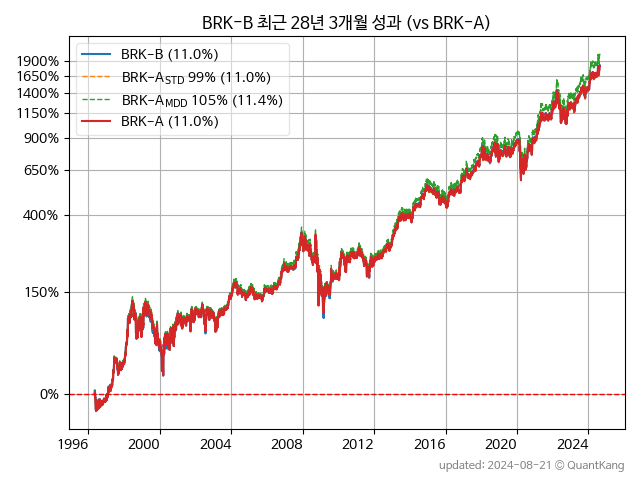 BRK-B 최근 28년 3개월 성과 (vs BRK-A)
BRK-B (11.0%)
BRK-A_STD 99% (11.0%)
BRK-A_MDD 105% (11.4%)
BRK-A (11.0%)
1900%
1650%
1400%
1150%
900%
650%
400%
150%
0%
1996 2000 2004 2008 2012 2016 2020 2024
updated: 2024-08-21 © QuantKang